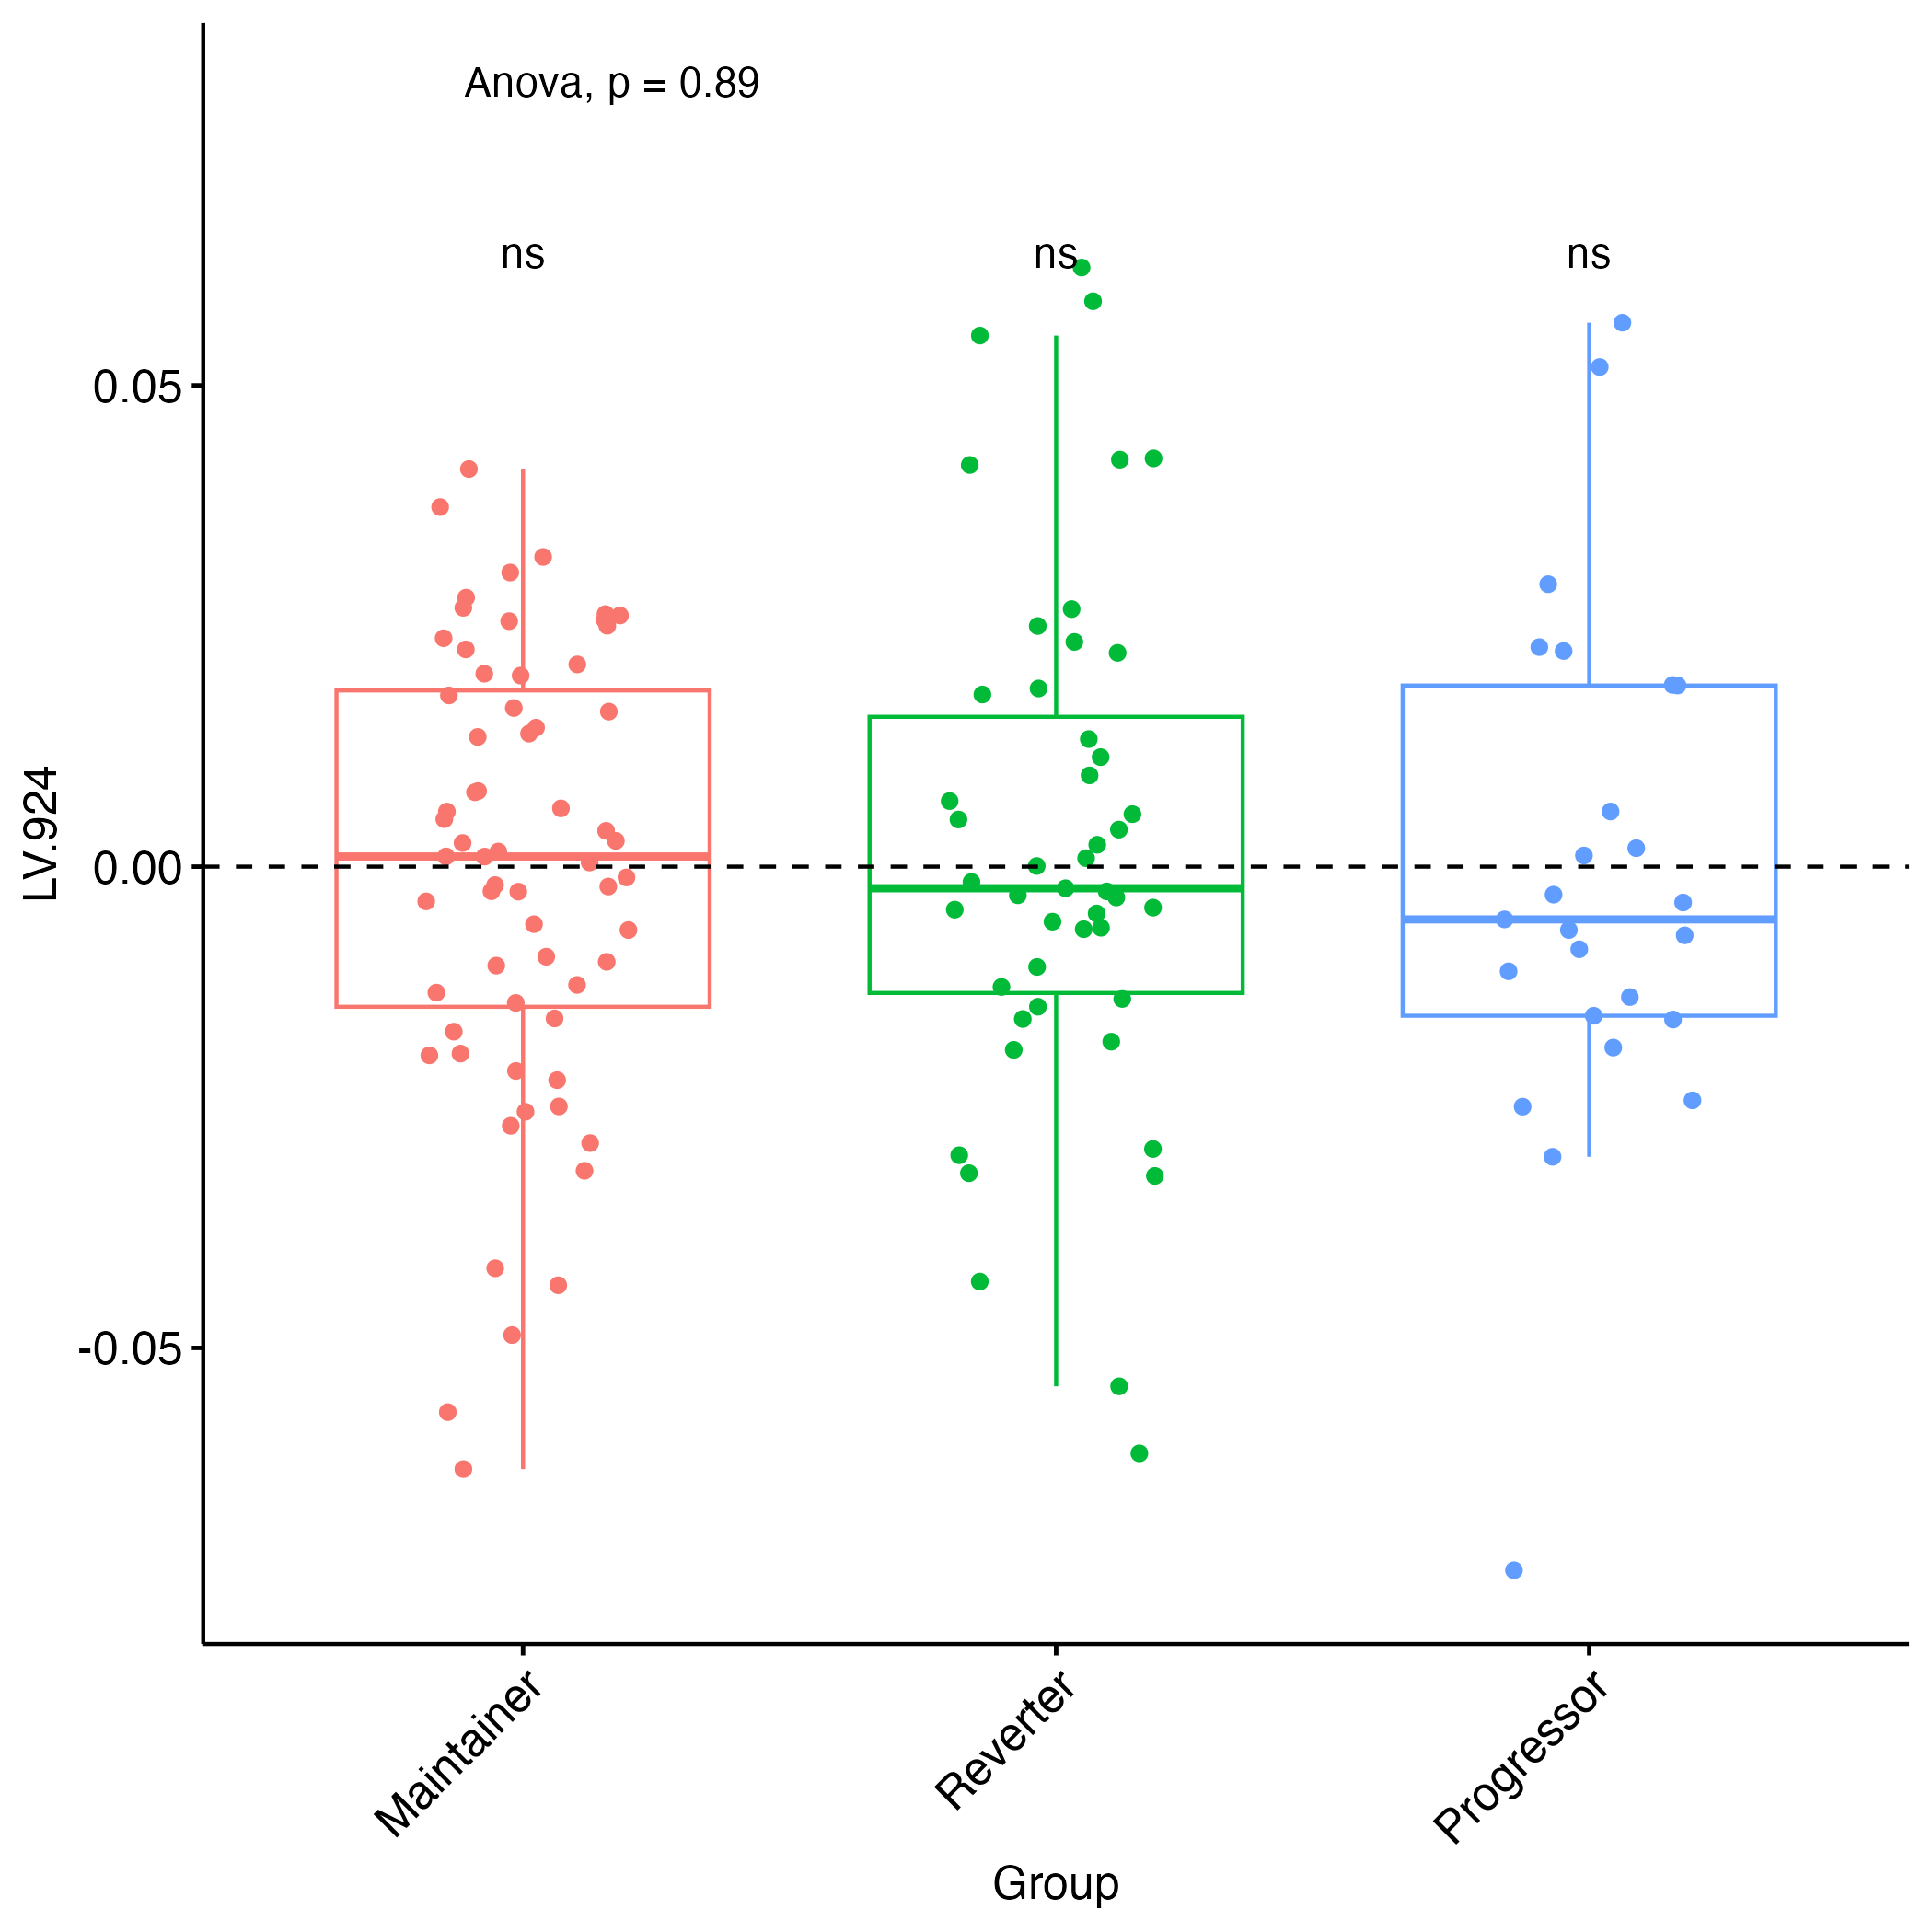 Anova, p = 0.89
ns ns ns
0.05
0.00
-0.05
LV.924
Maintainer Reverter Progressor
Group